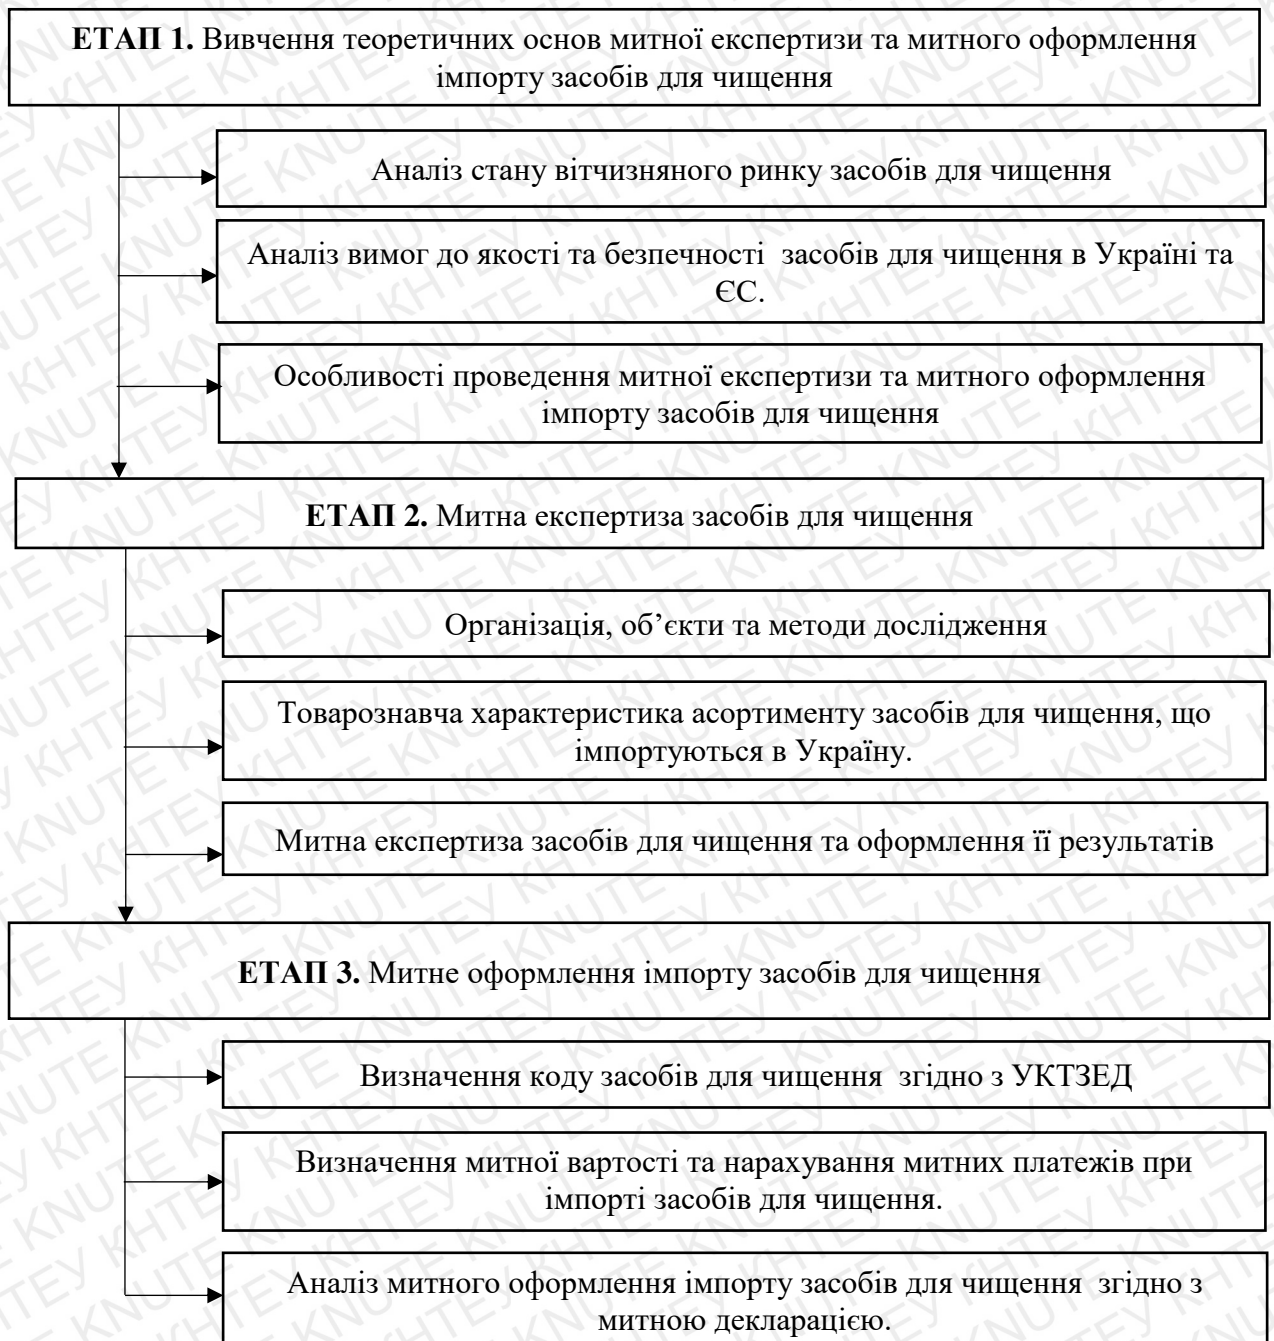 ЕТАП 1. Вивчення теоретичних основ митної експертизи та митного оформлення
імпорту засобів для чищення
Аналіз стану вітчизняного ринку засобів для чищення
Аналіз вимог до якості та безпечності засобів для чищення в Україні та
ЄС.
Особливості проведення митної експертизи та митного оформлення
імпорту засобів для чищення
ЕТАП 2. Митна експертиза засобів для чищення
Організація, об’єкти та методи дослідження
Товарознавча характеристика асортименту засобів для чищення, що
імпортуються в Україну.
Митна експертиза засобів для чищення та оформлення її результатів
ЕТАП 3. Митне оформлення імпорту засобів для чищення
Визначення коду засобів для чищення згідно з УКТЗЕД
Визначення митної вартості та нарахування митних платежів при
імпорті засобів для чищення.
Аналіз митного оформлення імпорту засобів для чищення згідно з
митною декларацією.